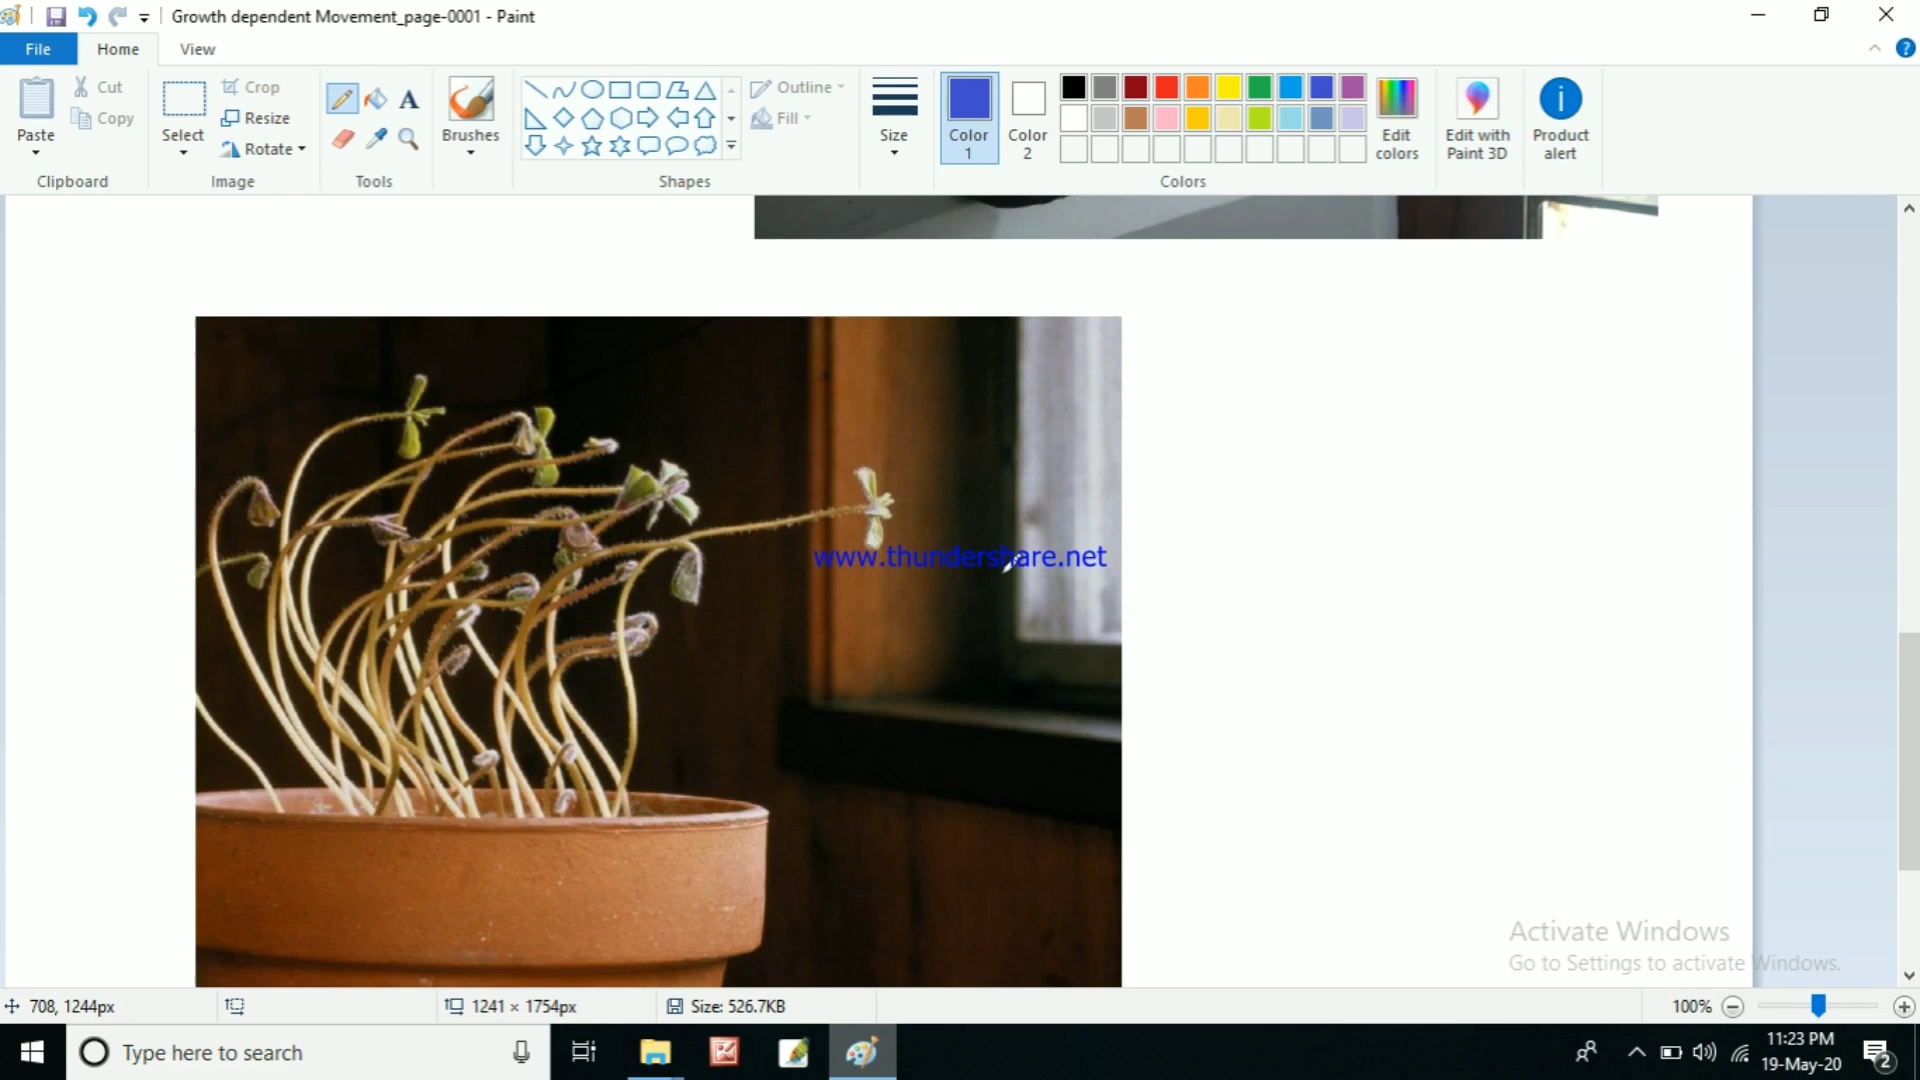 Growth dependent Movement_page-0001 - Paint
File Home View
Paste
Cut
Copy
Clipboard
Select
Crop
Resize
Rotate
Image
A
Tools
Brushes
Shapes
Outline
Fill
Size
Color 1
Color 2
Colors
Edit colors
Edit with Paint 3D
Product alert
www.thundershare.net
Activate Windows
Go to Settings to activate Windows.
708, 1244px
1241 × 1754px
Size: 526.7KB
100%
Type here to search
11:23 PM
19-May-20
2